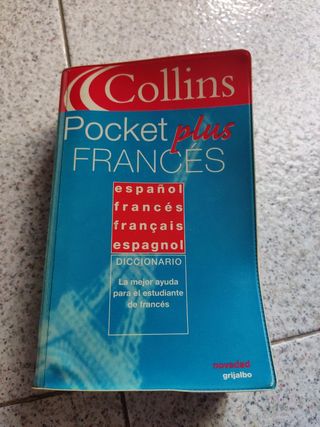 Collins
Pocket plus
FRANCÉS
español
francés
français
espagnol
DICCIONARIO
La mejor ayuda
para el estudiante
de francés
novedad
grijalbo